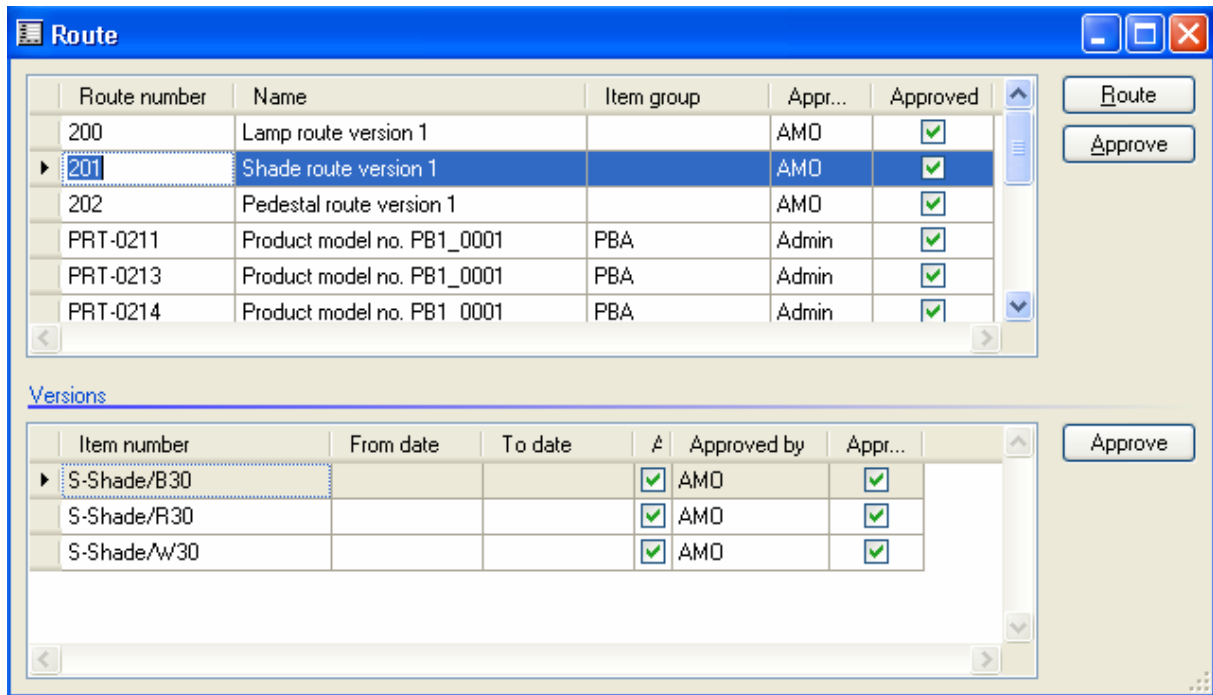 Route
Route number Name Item group Appr... Approved
200 Lamp route version 1 AMO
201 Shade route version 1 AMO
202 Pedestal route version 1 AMO
PRT-0211 Product model no. PB1_0001 PBA Admin
PRT-0213 Product model no. PB1_0001 PBA Admin
PRT-0214 Product model no. PB1_0001 PBA Admin
Route
Approve
Versions
Item number From date To date A Approved by Appr...
S-Shade/B30 AMO
S-Shade/R30 AMO
S-Shade/W30 AMO
Approve